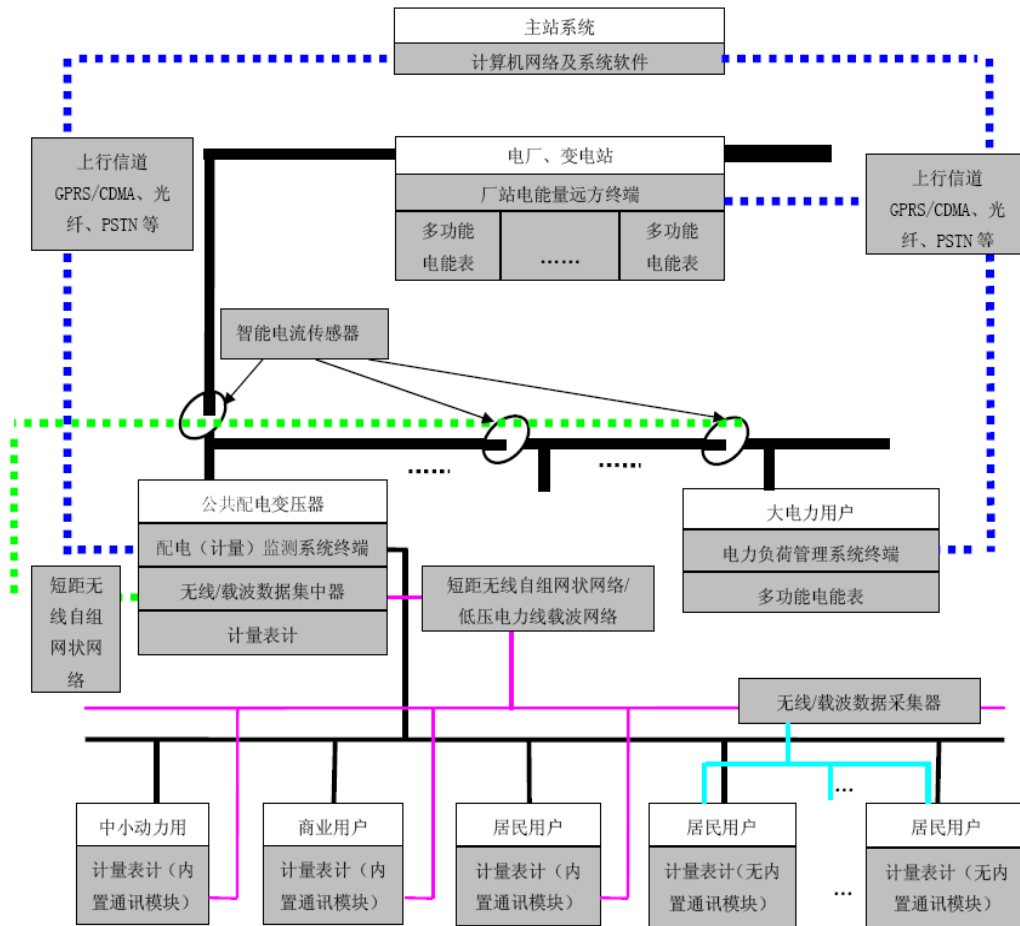 主站系统
计算机网络及系统软件
上行信道
GPRS/CDMA、光
纤、PSTN 等
电厂、变电站
厂站电能量远方终端
多功能
电能表
……
多功能
电能表
上行信道
GPRS/CDMA、光
纤、PSTN 等
智能电流传感器
……
……
公共配电变压器
配电（计量）监测系统终端
无线/载波数据集中器
计量表计
大电力用户
电力负荷管理系统终端
多功能电能表
短距无
线自组
网状网
络
短距无线自组网状网络/
低压电力线载波网络
无线/载波数据采集器
…
中小动力用
计量表计（内
置通讯模块）
商业用户
计量表计（内
置通讯模块）
居民用户
计量表计（内
置通讯模块）
居民用户
计量表计(无内
置通讯模块）
…
居民用户
计量表计（无内
置通讯模块）